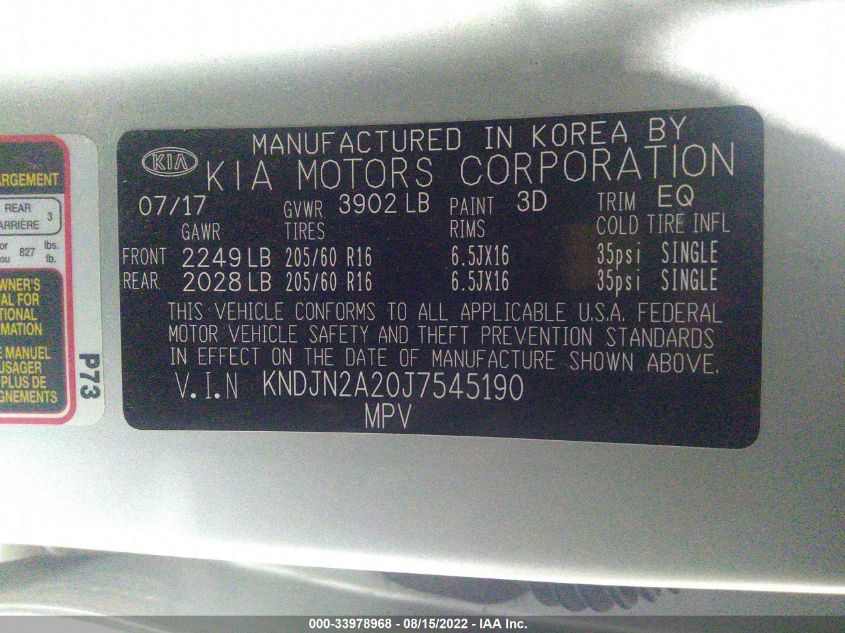 MANUFACTURED IN KOREA BY
KIA KIA MOTORS CORPORATION
07/17 GVWR 3902 LB PAINT 3D TRIM EQ
GAWR TIRES RIMS COLD TIRE INFL
FRONT 2249 LB 205/60 R16 6.5JX16 35psi SINGLE
REAR 2028 LB 205/60 R16 6.5JX16 35psi SINGLE
THIS VEHICLE CONFORMS TO ALL APPLICABLE U.S.A. FEDERAL
MOTOR VEHICLE SAFETY AND THEFT PREVENTION STANDARDS
IN EFFECT ON THE DATE OF MANUFACTURE SHOWN ABOVE.
V.I.N KNDJN2A20J7545190
MPV
ARGEMENT
REAR
ARRIÈRE 3
or 827 lbs.
ou lb.
WNER'S
AL FOR
TIONAL
RMATION
E MANUEL
USAGER
PLUS
IGNEMENTS
P73
000-33978968 - 08/15/2022 - IAA Inc.